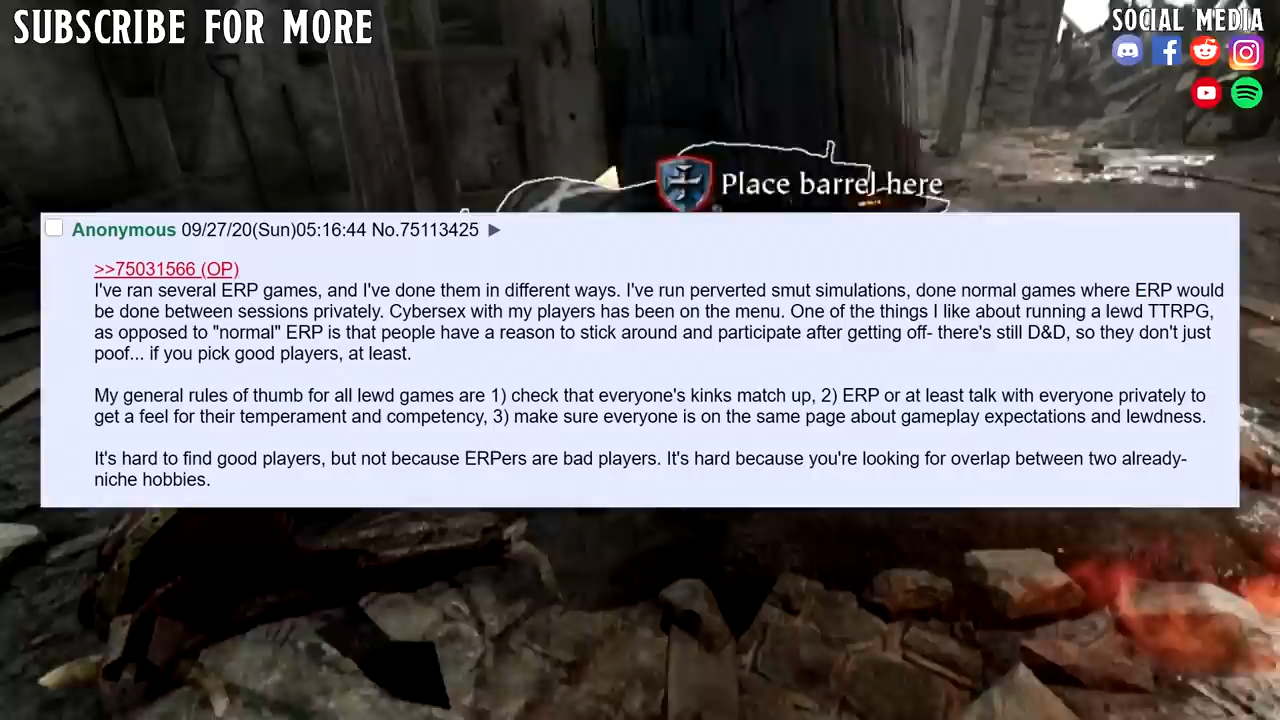 SUBSCRIBE FOR MORE
SOCIAL MEDIA
Place barrel here
Anonymous 09/27/20(Sun)05:16:44 No.75113425 ▶
>>75031566 (OP)
I've ran several ERP games, and I've done them in different ways. I've run perverted smut simulations, done normal games where ERP would
be done between sessions privately. Cybersex with my players has been on the menu. One of the things I like about running a lewd TTRPG,
as opposed to "normal" ERP is that people have a reason to stick around and participate after getting off- there's still D&D, so they don't just
poof... if you pick good players, at least.
My general rules of thumb for all lewd games are 1) check that everyone's kinks match up, 2) ERP or at least talk with everyone privately to
get a feel for their temperament and competency, 3) make sure everyone is on the same page about gameplay expectations and lewdness.
It's hard to find good players, but not because ERPers are bad players. It's hard because you're looking for overlap between two already-
niche hobbies.